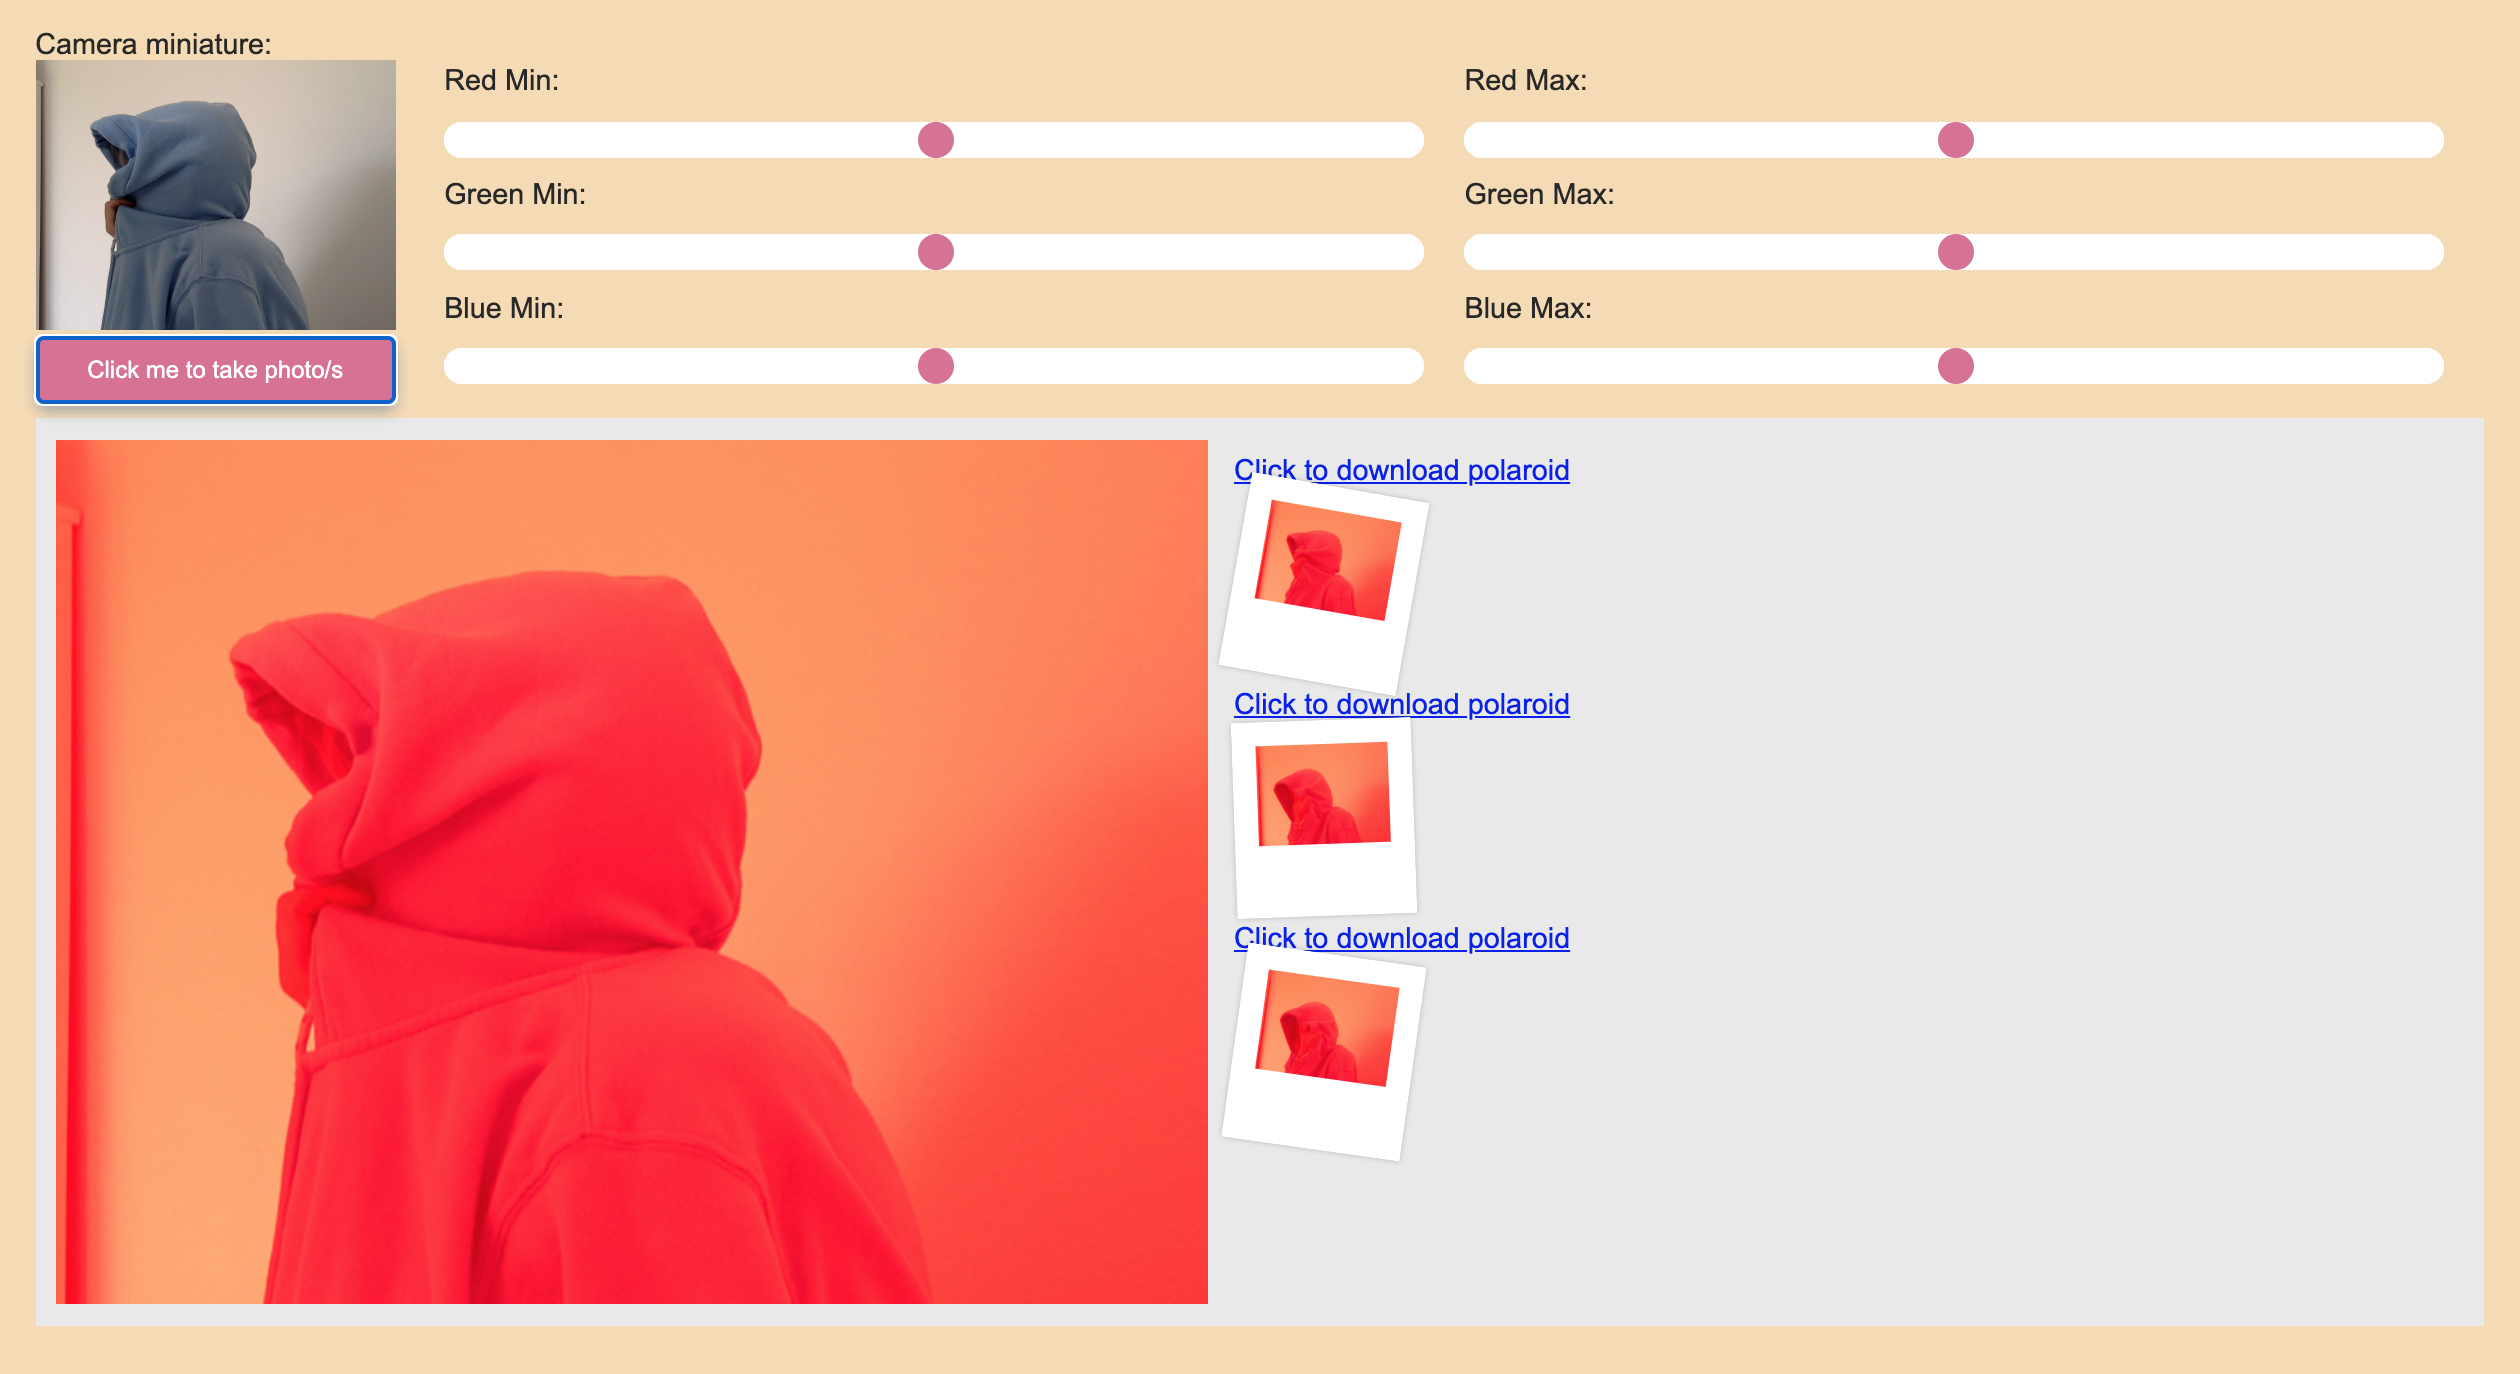 Camera miniature:
Red Min:
Red Max:
Green Min:
Green Max:
Blue Min:
Blue Max:
Click me to take photo/s
Click to download polaroid
Click to download polaroid
Click to download polaroid